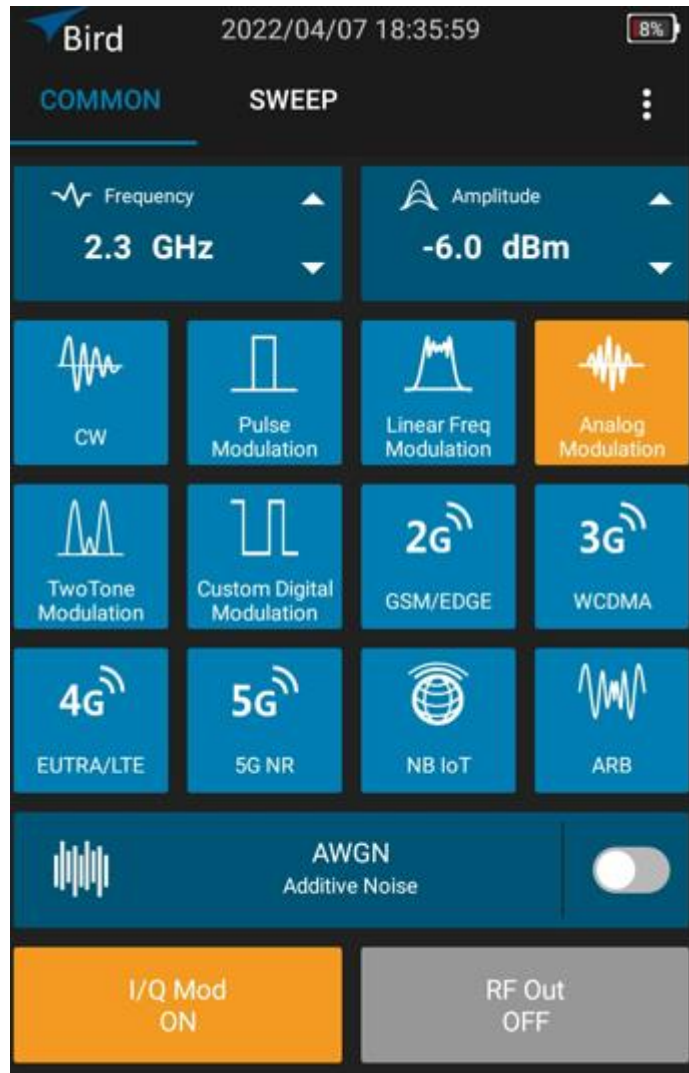 Bird 2022/04/07 18:35:59 8%
COMMON SWEEP
Frequency Amplitude
2.3 GHz -6.0 dBm
CW
Pulse
Modulation
Linear Freq
Modulation
Analog
Modulation
TwoTone
Modulation
Custom Digital
Modulation
2G
GSM/EDGE
3G
WCDMA
4G
EUTRA/LTE
5G
5G NR
NB IoT
ARB
AWGN
Additive Noise
I/Q Mod
ON
RF Out
OFF